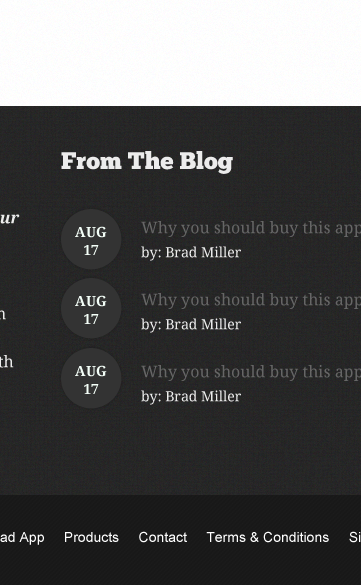 From The Blog
ur
AUG
17
Why you should buy this app
by: Brad Miller
AUG
17
Why you should buy this app
by: Brad Miller
th
AUG
17
Why you should buy this app
by: Brad Miller
ad App Products Contact Terms & Conditions Si